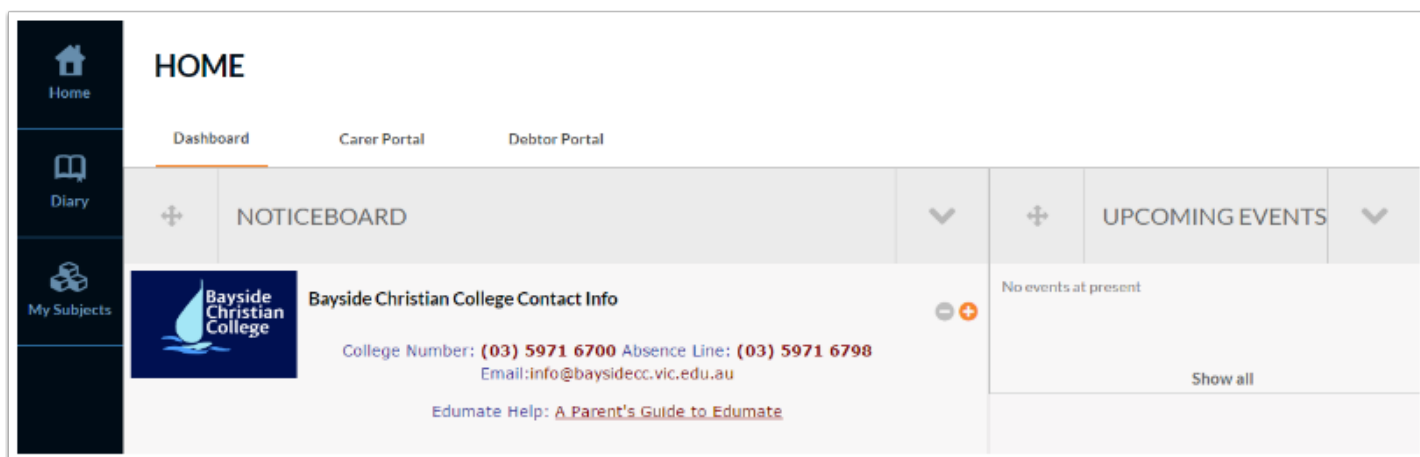 Home
Diary
My Subjects
HOME
Dashboard Carer Portal Debtor Portal
NOTICEBOARD
Bayside
Christian
College
Bayside Christian College Contact Info
College Number: (03) 5971 6700 Absence Line: (03) 5971 6798
Email:info@baysidecc.vic.edu.au
Edumate Help: A Parent's Guide to Edumate
UPCOMING EVENTS
No events at present
Show all